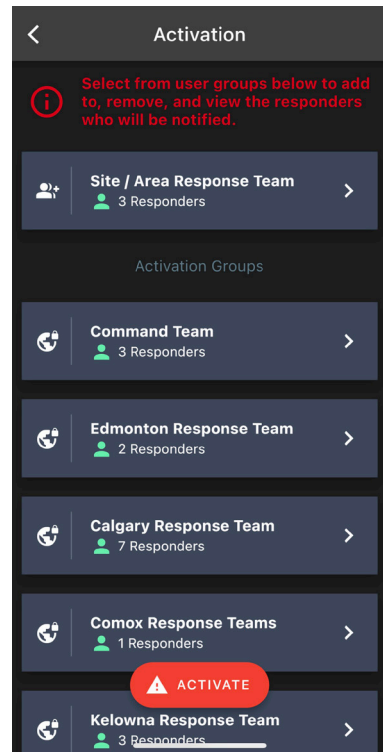 Activation
Select from user groups below to add
to, remove, and view the responders
who will be notified.
Site / Area Response Team
3 Responders
Activation Groups
Command Team
3 Responders
Edmonton Response Team
2 Responders
Calgary Response Team
7 Responders
Comox Response Teams
1 Responders
ACTIVATE
Kelowna Response Team
3 Responders